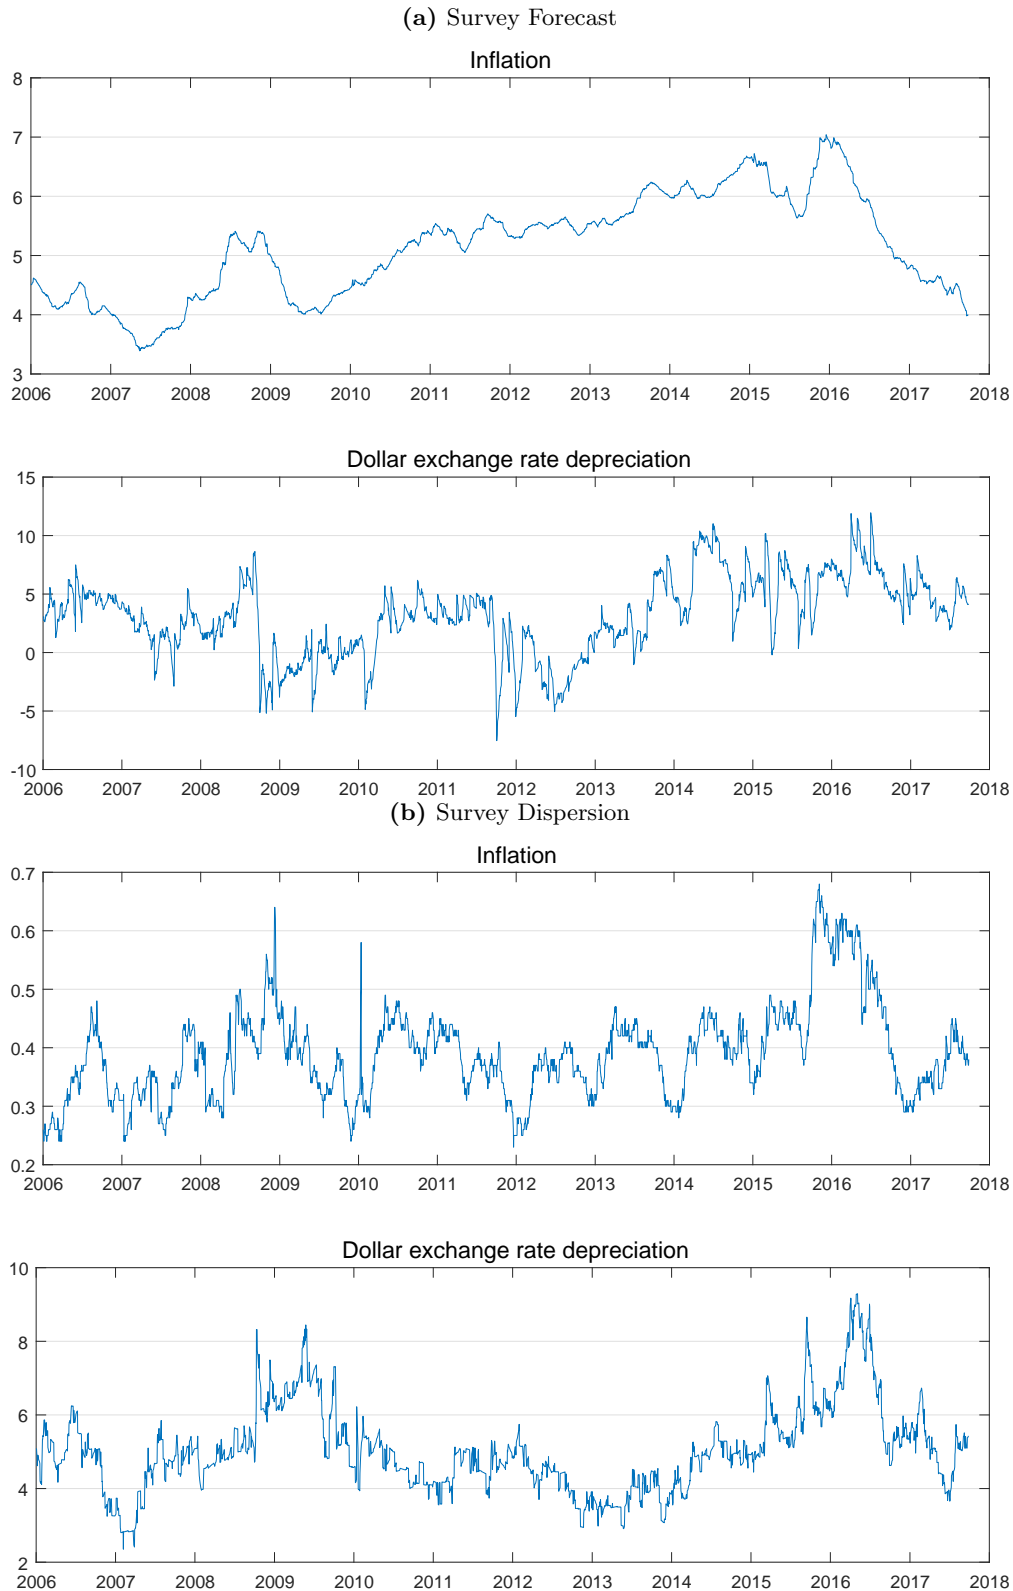 (a) Survey Forecast
Inflation
8
7
6
5
4
3
2006 2007 2008 2009 2010 2011 2012 2013 2014 2015 2016 2017 2018
Dollar exchange rate depreciation
15
10
5
0
-5
-10
2006 2007 2008 2009 2010 2011 2012 2013 2014 2015 2016 2017 2018
(b) Survey Dispersion
Inflation
0.7
0.6
0.5
0.4
0.3
0.2
2006 2007 2008 2009 2010 2011 2012 2013 2014 2015 2016 2017 2018
Dollar exchange rate depreciation
10
8
6
4
2
2006 2007 2008 2009 2010 2011 2012 2013 2014 2015 2016 2017 2018